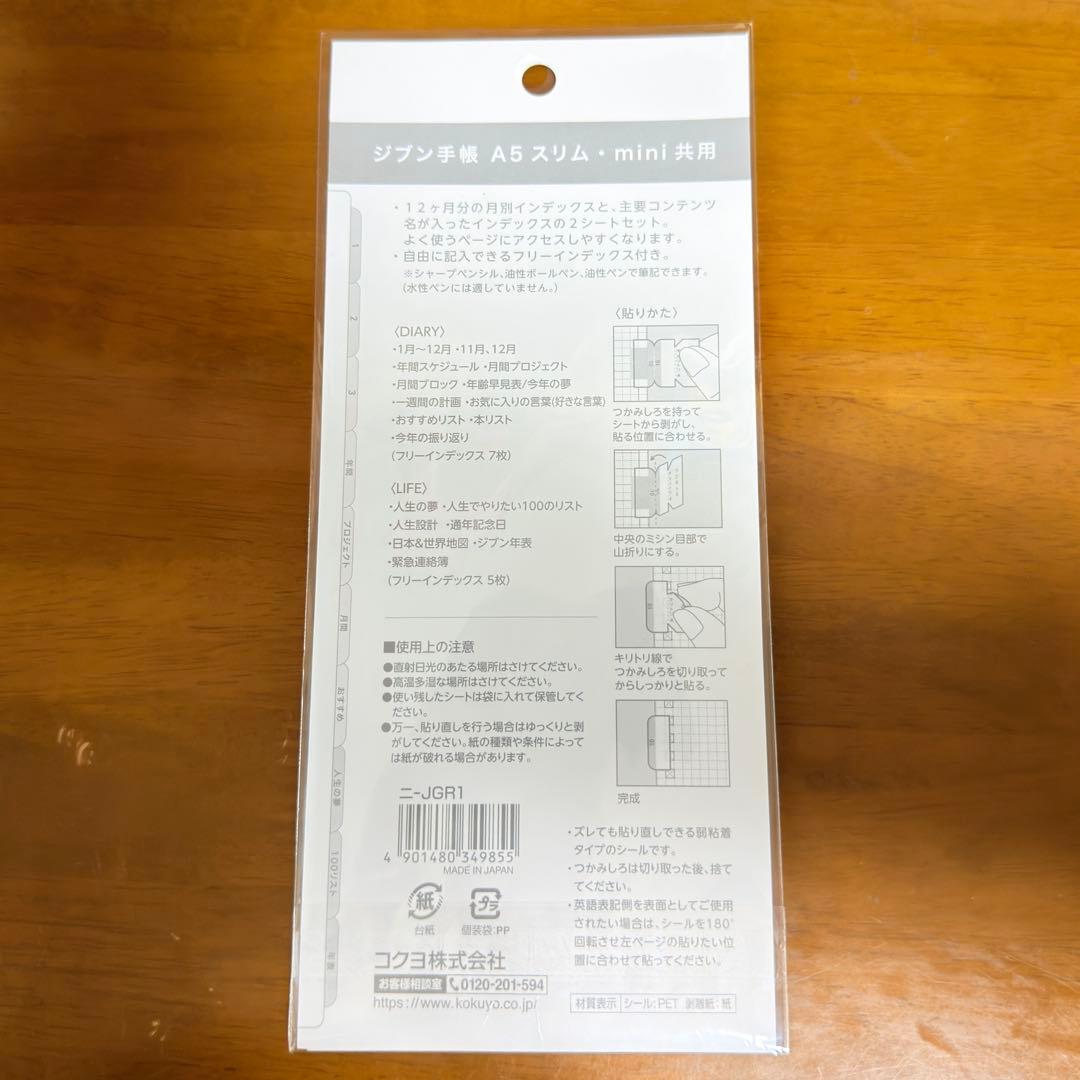 ジブン手帳 A5 スリム・mini 共用
・12ヶ月分の月別インデックスと、主要コンテンツ
名が入ったインデックスの2シートセット。
よく使うページにアクセスしやすくなります。
・自由に記入できるフリーインデックス付き。
※シャープペンシル、油性ボールペン、油性ペンで筆記できます。
(水性ペンには適していません。)
〈DIARY〉
・1月～12月 ・11月、12月
・年間スケジュール ・月間プロジェクト
・月間ブロック ・年齢早見表/今年の夢
・一週間の計画 ・お気に入りの言葉(好きな言葉)
・おすすめリスト ・本リスト
・今年の振り返り
(フリーインデックス 7枚)
〈LIFE〉
・人生の夢 ・人生でやりたい100のリスト
・人生設計 ・通年記念日
・日本&世界地図 ・ジブン年表
・緊急連絡簿
(フリーインデックス 5枚)
■使用上の注意
●直射日光のあたる場所はさけてください。
●高温多湿な場所はさけてください。
●使い残したシートは袋に入れて保管してく
ださい。
●万一、貼り直しを行う場合はゆっくりと剥
がしてください。紙の種類や条件によって
は紙が破れる場合があります。
ニ-JGR1
4 901480 349855
MADE IN JAPAN
紙
台紙
プラ
個装袋:PP
コクヨ株式会社
お客様相談室 0120-201-594
https://www.kokuyo.co.jp/
〈貼りかた〉
つかみしろを持って
シートから剥がし、
貼る位置に合わせる。
中央のミシン目部で
山折りにする。
キリトリ線で
つかみしろを切り取って
からしっかりと貼る。
完成
・ズレても貼り直しできる弱粘着
タイプのシールです。
・つかみしろは切り取った後、捨て
てください。
・英語表記側を表面としてご使用
されたい場合は、シールを180°
回転させ左ページの貼りたい位
置に合わせて貼ってください。
材質表示 シール:PET 剥離紙:紙
1
2
3
年間
プロジェクト
月間
おすすめ
人生の夢
100リスト
年表